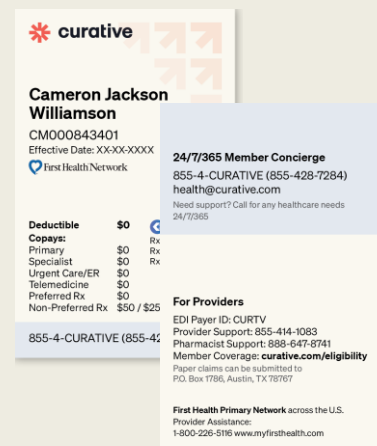 curative
Cameron Jackson
Williamson
CM000843401
Effective Date: XX-XX-XXXX
First Health Network
Deductible $0
Copays: Rx
Primary $0 Rx
Specialist $0 Rx
Urgent Care/ER $0
Telemedicine $0
Preferred Rx $0
Non-Preferred Rx $50 / $25
855-4-CURATIVE (855-42
24/7/365 Member Concierge
855-4-CURATIVE (855-428-7284)
health@curative.com
Need support? Call for any healthcare needs
24/7/365
For Providers
EDI Payer ID: CURTV
Provider Support: 855-414-1083
Pharmacist Support: 888-647-8741
Member Coverage: curative.com/eligibility
Paper claims can be submitted to
P.O. Box 1786, Austin, TX 78767
First Health Primary Network across the U.S.
Provider Assistance:
1-800-226-5116 www.myfirsthealth.com